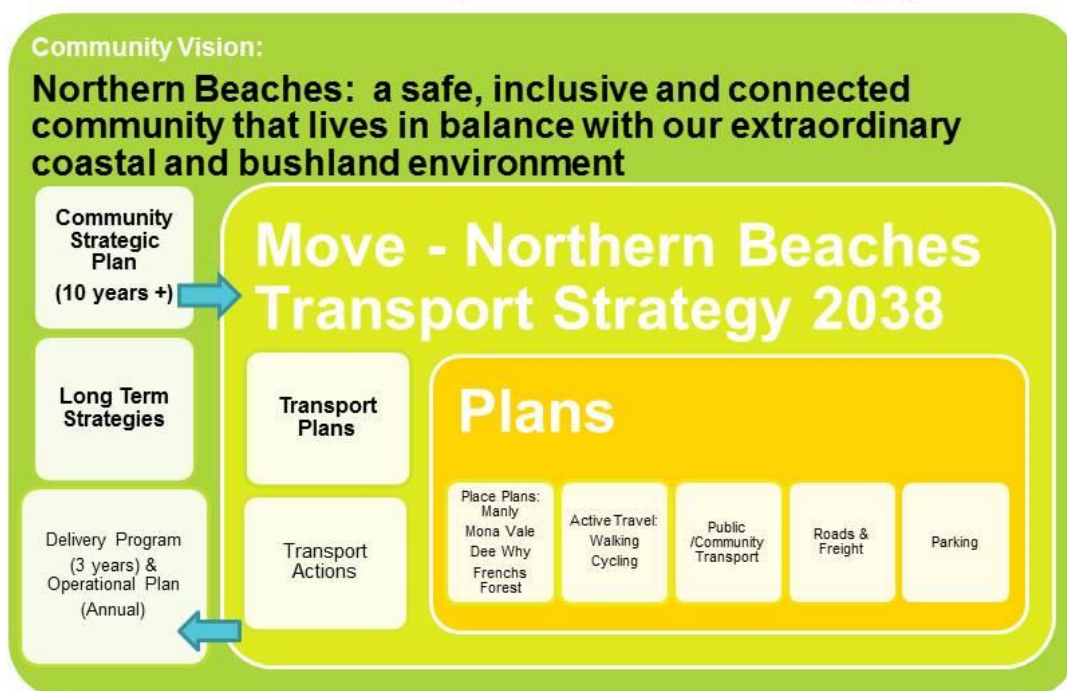 Community Vision:
Northern Beaches: a safe, inclusive and connected
community that lives in balance with our extraordinary
coastal and bushland environment
Community
Strategic
Plan
(10 years +)
Long Term
Strategies
Delivery Program
(3 years) &
Operational Plan
(Annual)
Move - Northern Beaches
Transport Strategy 2038
Transport
Plans
Transport
Actions
Plans
Place Plans:
Manly
Mona Vale
Dee Why
Frenchs
Forest
Active Travel:
Walking
Cycling
Public
/Community
Transport
Roads &
Freight
Parking